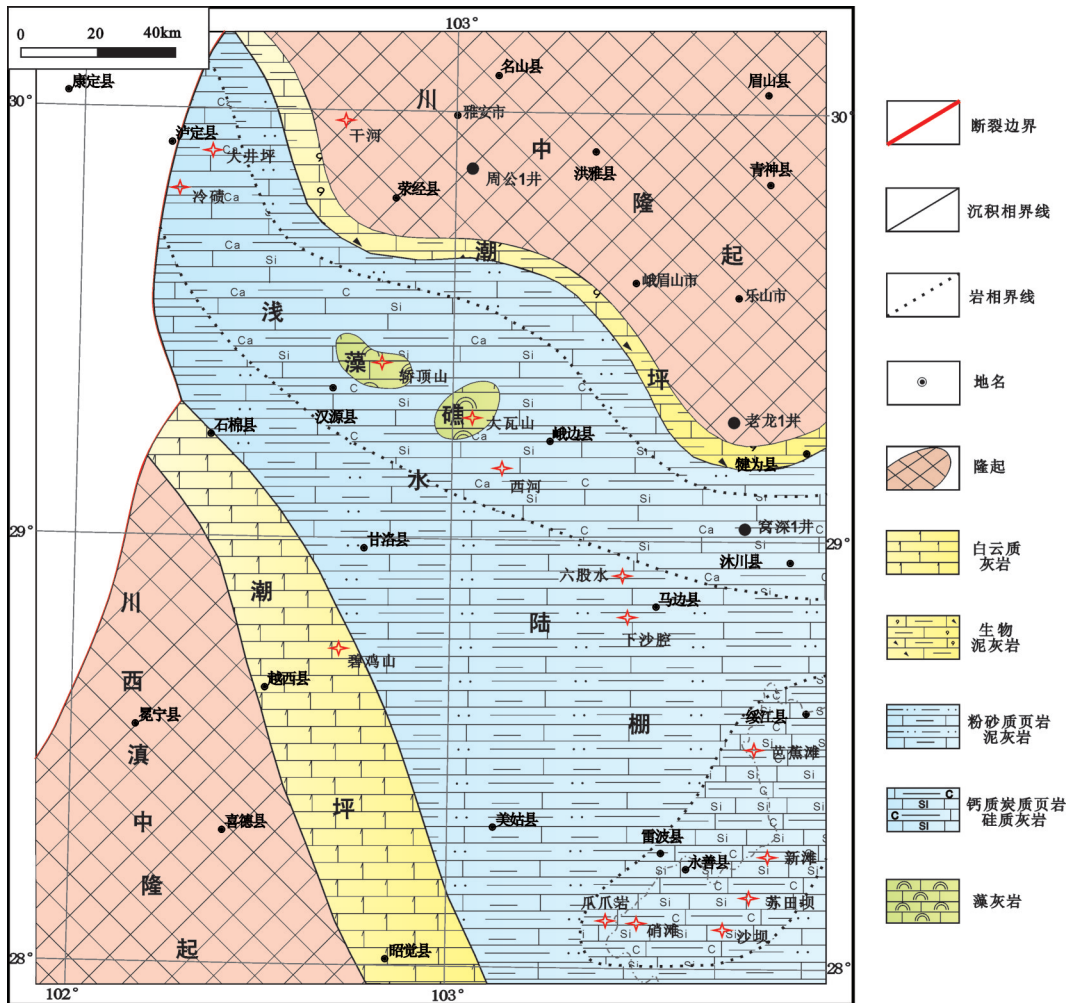 0 20 40km
103°
康定县
名山县
眉山县
30°
川
雅安市
30°
干河
泸定县
大井坪
Ca
中
周公1井
洪雅县
青神县
冷碛
Ca
荥经县
隆
潮
起
峨眉山市
乐山市
浅
Ca
C
Si
藻
轿顶山
坪
汉源县
礁
大瓦山
石棉县
峨边县
老龙1井
犍为县
西河
水
29°
甘洛县
窝深1井
29°
沐川县
六股水
潮
马边县
川
陆
下沙腔
碧鸡山
西
越西县
冕宁县
棚
绥江县
滇
芭蕉滩
中
喜德县
坪
美姑县
雷波县
永善县
新滩
隆
瓜爪岩
苏田坝
硝滩
沙坝
起
昭觉县
28°
28°
102°
103°
断裂边界
沉积相界线
岩相界线
地名
隆起
白云质
灰岩
生物
泥灰岩
粉砂质页岩
泥灰岩
C
Si
C
Si
钙质炭质页岩
硅质灰岩
藻灰岩